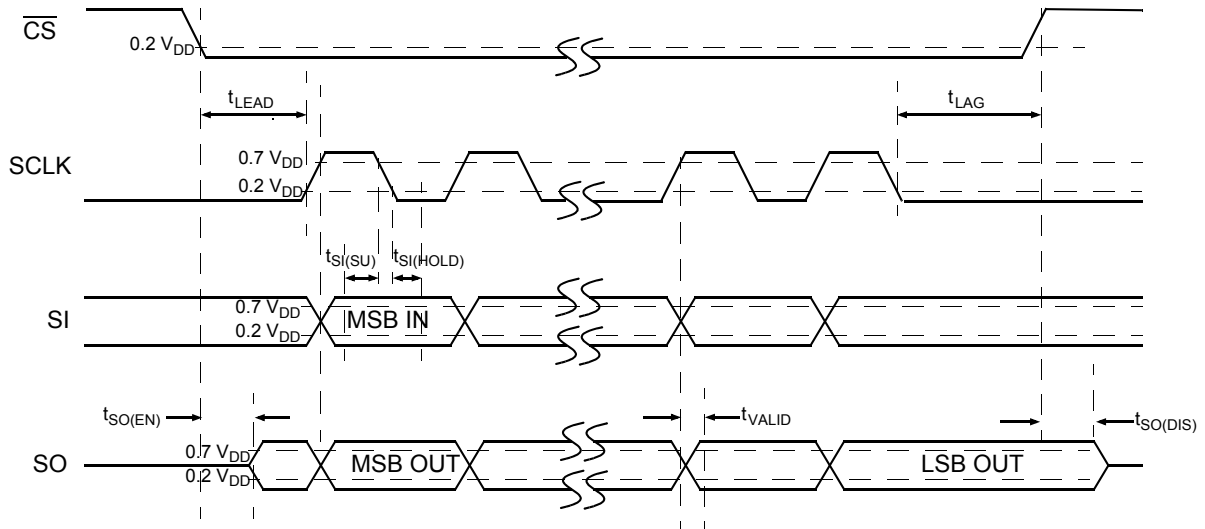 CS
0.2 VDD
tLEAD
tLAG
SCLK
0.7 VDD
0.2 VDD
tSI(SU)
tSI(HOLD)
SI
0.7 VDD
0.2 VDD
MSB IN
tSO(EN)
tVALID
tSO(DIS)
SO
0.7 VDD
0.2 VDD
MSB OUT
LSB OUT